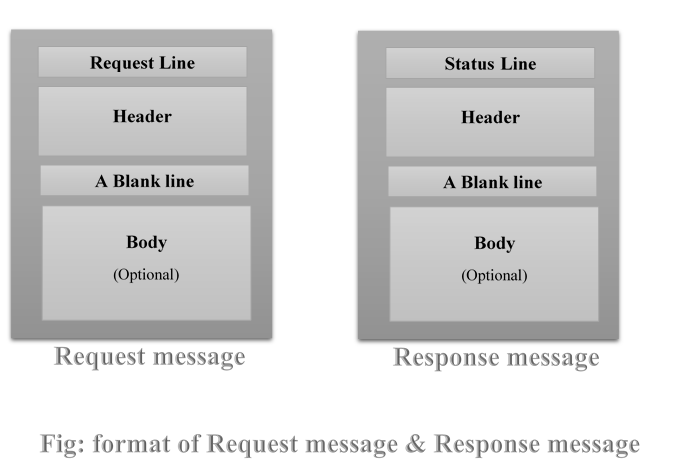 Request Line
Header
A Blank line
Body
(Optional)
Request message
Status Line
Header
A Blank line
Body
(Optional)
Response message
Fig: format of Request message & Response message